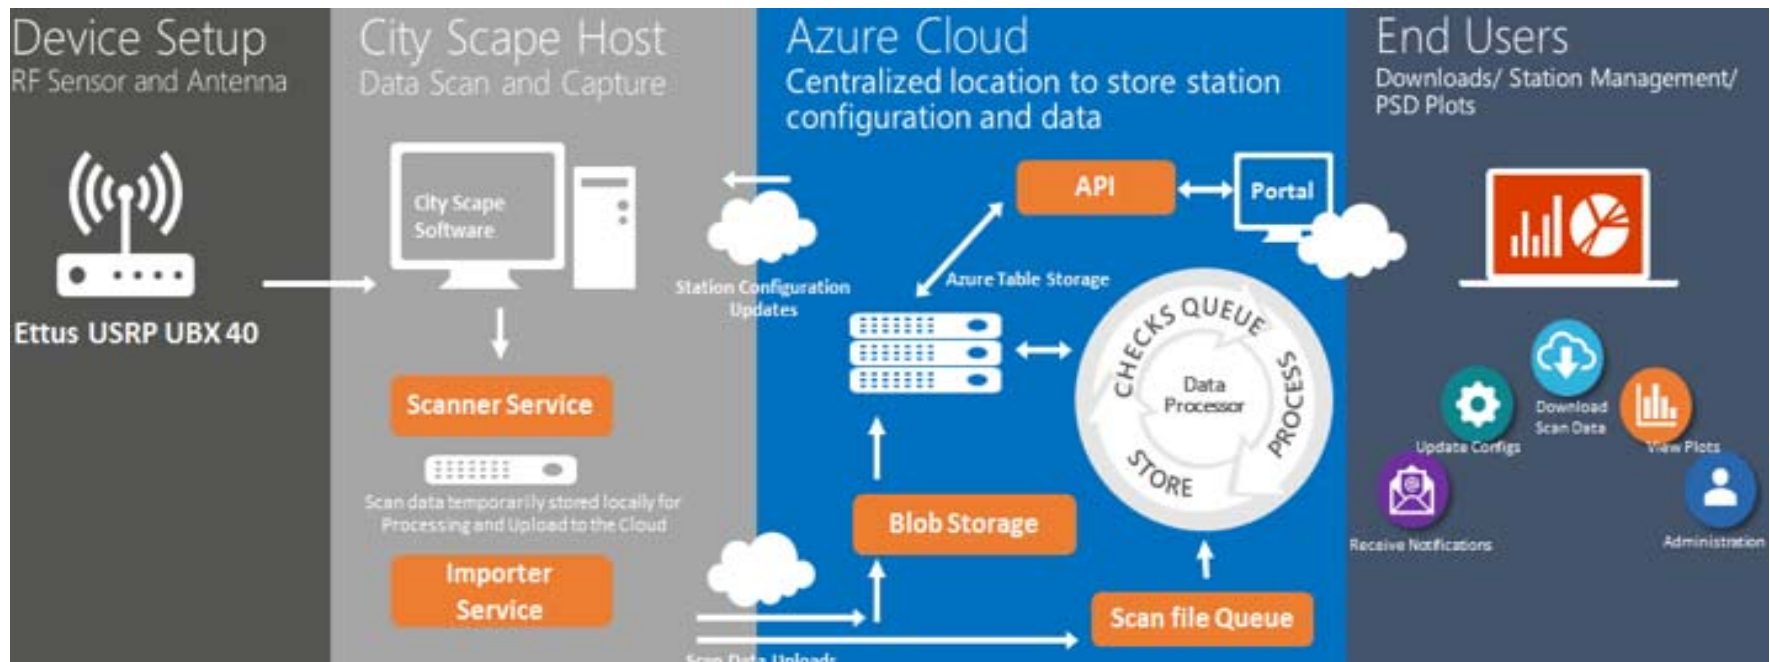 Device Setup
RF Sensor and Antenna
Ettus USRP UBX 40
City Scape Host
Data Scan and Capture
City Scape
Software
Scanner Service
Scan data temporarily stored locally for
Processing and Upload to the Cloud
Importer
Service
Azure Cloud
Centralized location to store station
configuration and data
Station Configuration
Updates
API
Portal
Azure Table Storage
CHECKS QUEUE
PROCESS
STORE
Data
Processor
Blob Storage
Scan file Queue
Scan Data Uploads
End Users
Downloads/ Station Management/
PSD Plots
Download
Scan Data
Update Configs
View Plots
Receive Notifications
Administration